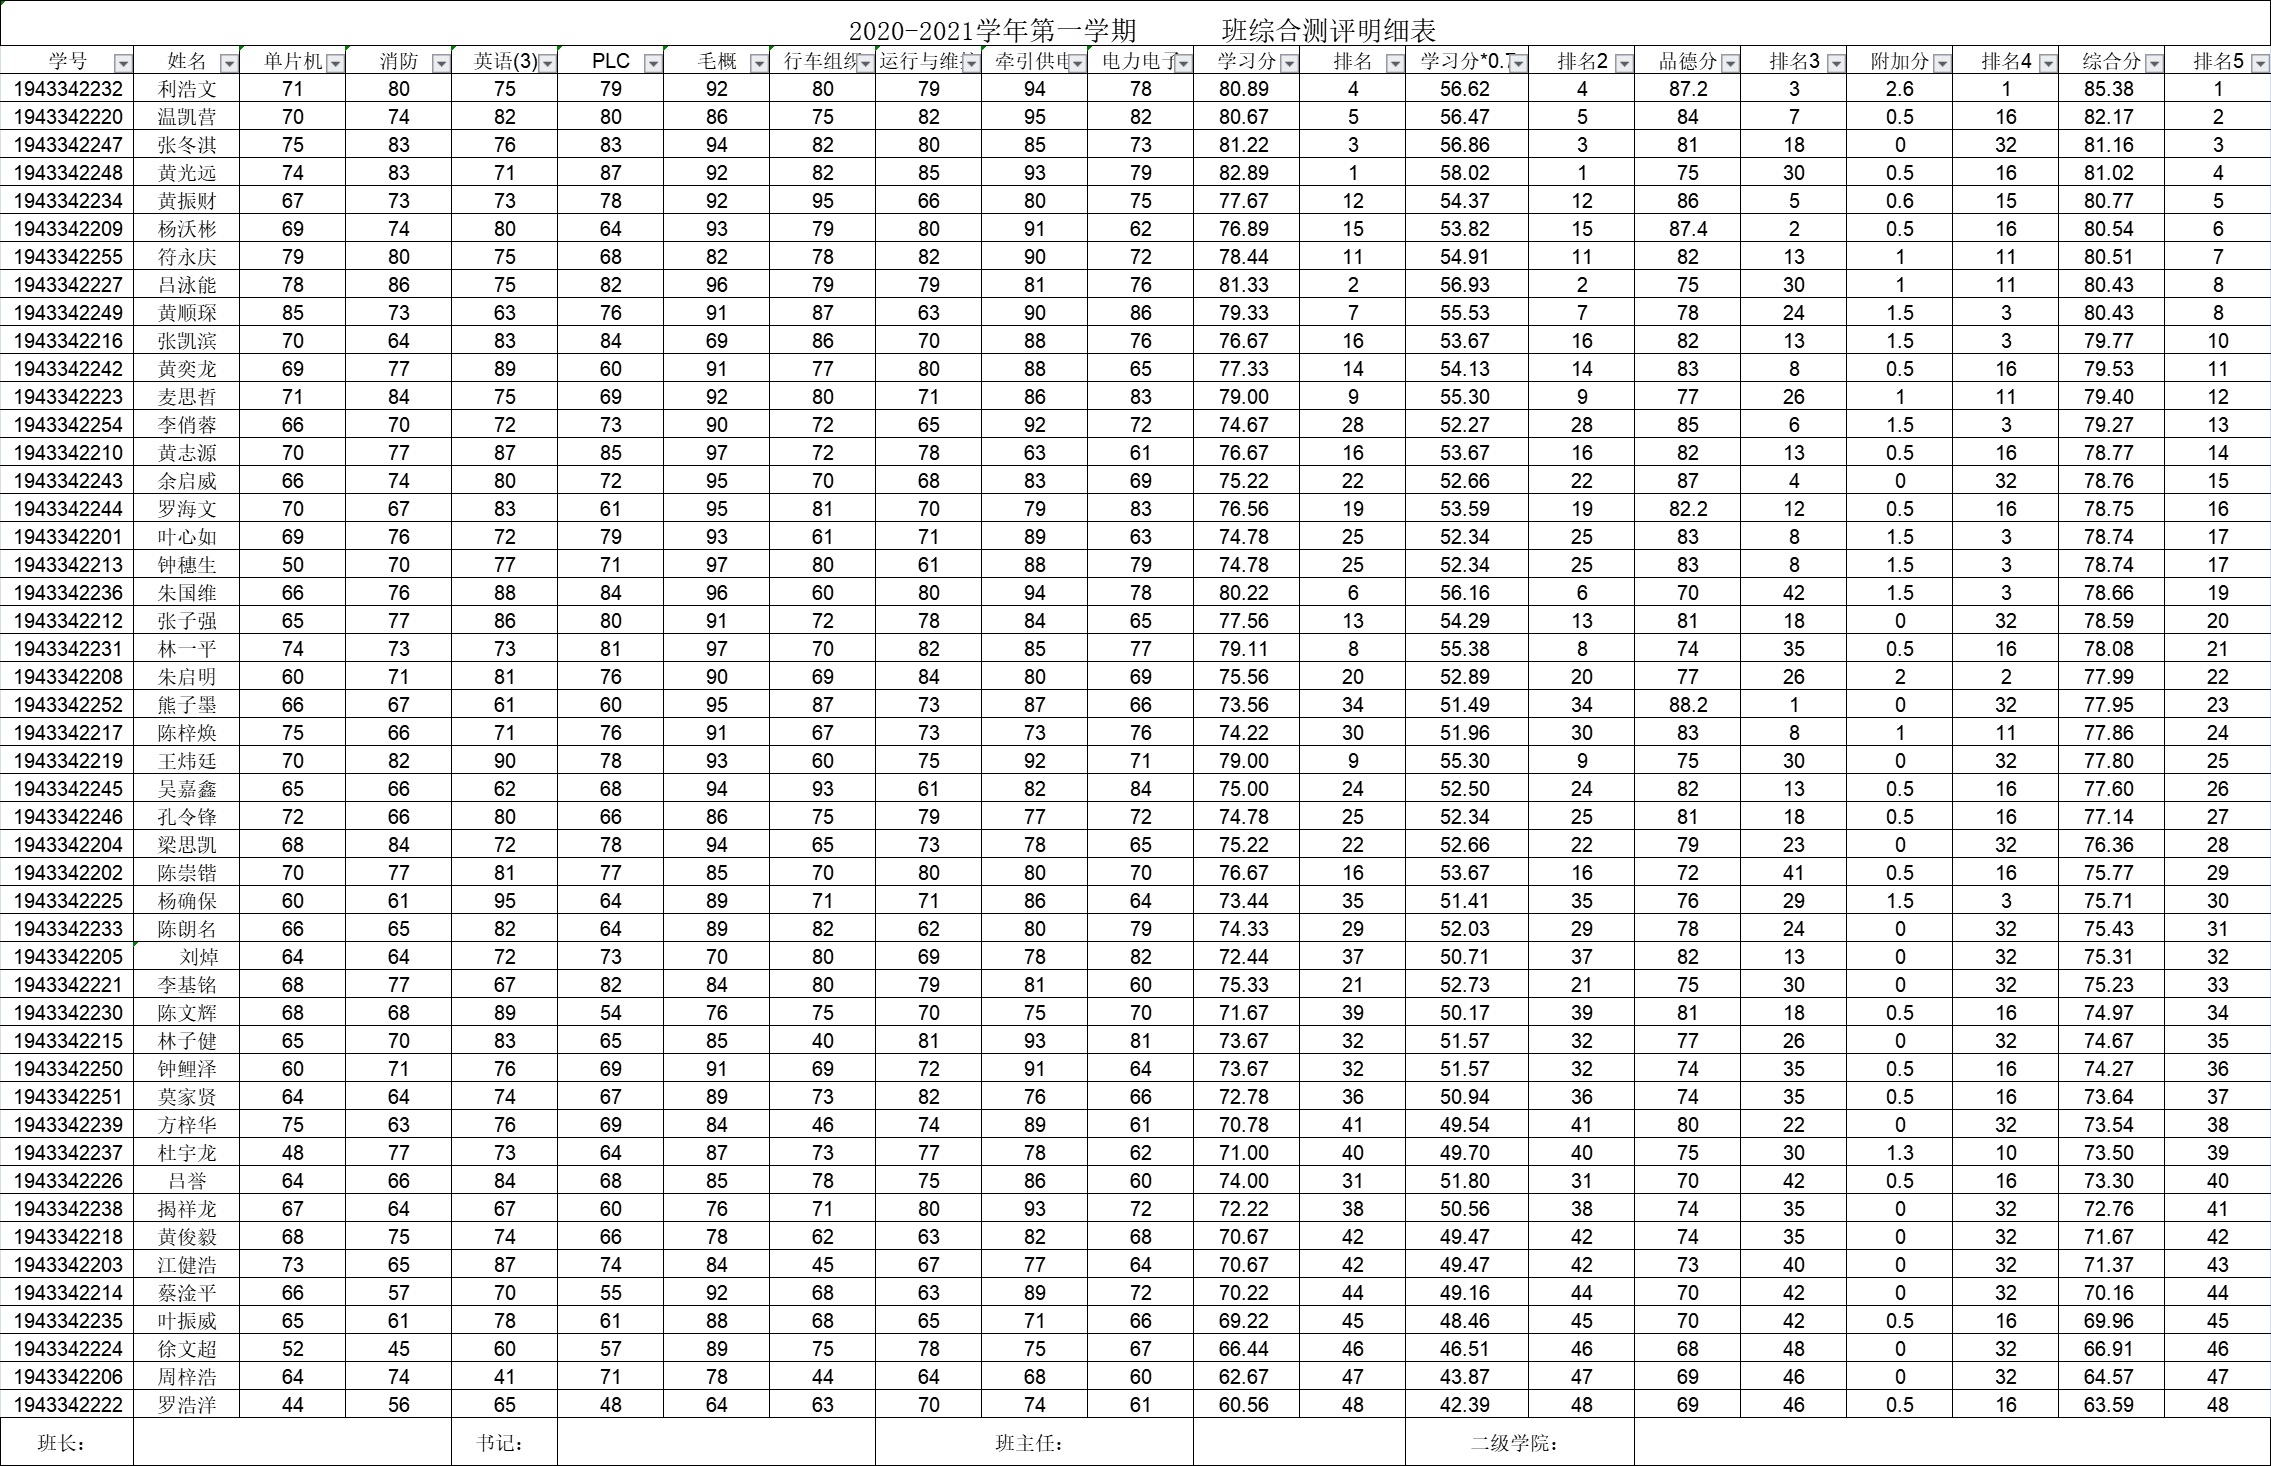 2020-2021学年第一学期 班综合测评明细表
学号 姓名 单片机 消防 英语(3) PLC 毛概 行车组织 运行与维 牵引供电 电力电子 学习分 排名 学习分*0.7 排名2 品德分 排名3 附加分 排名4 综合分 排名5
1943342232 利浩文 71 80 75 79 92 80 79 94 78 80.89 4 56.62 4 87.2 3 2.6 1 85.38 1
1943342220 温凯营 70 74 82 80 86 75 82 95 82 80.67 5 56.47 5 84 7 0.5 16 82.17 2
1943342247 张冬淇 75 83 76 83 94 82 80 85 73 81.22 3 56.86 3 81 18 0 32 81.16 3
1943342248 黄光远 74 83 71 87 92 82 85 93 79 82.89 1 58.02 1 75 30 0.5 16 81.02 4
1943342234 黄振财 67 73 73 78 92 95 66 80 75 77.67 12 54.37 12 86 5 0.6 15 80.77 5
1943342209 杨沃彬 69 74 80 64 93 79 80 91 62 76.89 15 53.82 15 87.4 2 0.5 16 80.54 6
1943342255 符永庆 79 80 75 68 82 78 82 90 72 78.44 11 54.91 11 82 13 1 11 80.51 7
1943342227 吕泳能 78 86 75 82 96 79 79 81 76 81.33 2 56.93 2 75 30 1 11 80.43 8
1943342249 黄顺琛 85 73 63 76 91 87 63 90 86 79.33 7 55.53 7 78 24 1.5 3 80.43 8
1943342216 张凯滨 70 64 83 84 69 86 70 88 76 76.67 16 53.67 16 82 13 1.5 3 79.77 10
1943342242 黄奕龙 69 77 89 60 91 77 80 88 65 77.33 14 54.13 14 83 8 0.5 16 79.53 11
1943342223 麦思哲 71 84 75 69 92 80 71 86 83 79.00 9 55.30 9 77 26 1 11 79.40 12
1943342254 李俏蓉 66 70 72 73 90 72 65 92 72 74.67 28 52.27 28 85 6 1.5 3 79.27 13
1943342210 黄志源 70 77 87 85 97 72 78 63 61 76.67 16 53.67 16 82 13 0.5 16 78.77 14
1943342243 余启威 66 74 80 72 95 70 68 83 69 75.22 22 52.66 22 87 4 0 32 78.76 15
1943342244 罗海文 70 67 83 61 95 81 70 79 83 76.56 19 53.59 19 82.2 12 0.5 16 78.75 16
1943342201 叶心如 69 76 72 79 93 61 71 89 63 74.78 25 52.34 25 83 8 1.5 3 78.74 17
1943342213 钟穗生 50 70 77 71 97 80 61 88 79 74.78 25 52.34 25 83 8 1.5 3 78.74 17
1943342236 朱国维 66 76 88 84 96 60 80 94 78 80.22 6 56.16 6 70 42 1.5 3 78.66 19
1943342212 张子强 65 77 86 80 91 72 78 84 65 77.56 13 54.29 13 81 18 0 32 78.59 20
1943342231 林一平 74 73 73 81 97 70 82 85 77 79.11 8 55.38 8 74 35 0.5 16 78.08 21
1943342208 朱启明 60 71 81 76 90 69 84 80 69 75.56 20 52.89 20 77 26 2 2 77.99 22
1943342252 熊子墨 66 67 61 60 95 87 73 87 66 73.56 34 51.49 34 88.2 1 0 32 77.95 23
1943342217 陈梓焕 75 66 71 76 91 67 73 73 76 74.22 30 51.96 30 83 8 1 11 77.86 24
1943342219 王炜廷 70 82 90 78 93 60 75 92 71 79.00 9 55.30 9 75 30 0 32 77.80 25
1943342245 吴嘉鑫 65 66 62 68 94 93 61 82 84 75.00 24 52.50 24 82 13 0.5 16 77.60 26
1943342246 孔令锋 72 66 80 66 86 75 79 77 72 74.78 25 52.34 25 81 18 0.5 16 77.14 27
1943342204 梁思凯 68 84 72 78 94 65 73 78 65 75.22 22 52.66 22 79 23 0 32 76.36 28
1943342202 陈崇锴 70 77 81 77 85 70 80 80 70 76.67 16 53.67 16 72 41 0.5 16 75.77 29
1943342225 杨确保 60 61 95 64 89 71 71 86 64 73.44 35 51.41 35 76 29 1.5 3 75.71 30
1943342233 陈朗名 66 65 82 64 89 82 62 80 79 74.33 29 52.03 29 78 24 0 32 75.43 31
1943342205 刘焯 64 64 72 73 70 80 69 78 82 72.44 37 50.71 37 82 13 0 32 75.31 32
1943342221 李基铭 68 77 67 82 84 80 79 81 60 75.33 21 52.73 21 75 30 0 32 75.23 33
1943342230 陈文辉 68 68 89 54 76 75 70 75 70 71.67 39 50.17 39 81 18 0.5 16 74.97 34
1943342215 林子健 65 70 83 65 85 40 81 93 81 73.67 32 51.57 32 77 26 0 32 74.67 35
1943342250 钟鲤泽 60 71 76 69 91 69 72 91 64 73.67 32 51.57 32 74 35 0.5 16 74.27 36
1943342251 莫家贤 64 64 74 67 89 73 82 76 66 72.78 36 50.94 36 74 35 0.5 16 73.64 37
1943342239 方梓华 75 63 76 69 84 46 74 89 61 70.78 41 49.54 41 80 22 0 32 73.54 38
1943342237 杜宇龙 48 77 73 64 87 73 77 78 62 71.00 40 49.70 40 75 30 1.3 10 73.50 39
1943342226 吕誉 64 66 84 68 85 78 75 86 60 74.00 31 51.80 31 70 42 0.5 16 73.30 40
1943342238 揭祥龙 67 64 67 60 76 71 80 93 72 72.22 38 50.56 38 74 35 0 32 72.76 41
1943342218 黄俊毅 68 75 74 66 78 62 63 82 68 70.67 42 49.47 42 74 35 0 32 71.67 42
1943342203 江健浩 73 65 87 74 84 45 67 77 64 70.67 42 49.47 42 73 40 0 32 71.37 43
1943342214 蔡淦平 66 57 70 55 92 68 63 89 72 70.22 44 49.16 44 70 42 0 32 70.16 44
1943342235 叶振威 65 61 78 61 88 68 65 71 66 69.22 45 48.46 45 70 42 0.5 16 69.96 45
1943342224 徐文超 52 45 60 57 89 75 78 75 67 66.44 46 46.51 46 68 48 0 32 66.91 46
1943342206 周梓浩 64 74 41 71 78 44 64 68 60 62.67 47 43.87 47 69 46 0 32 64.57 47
1943342222 罗浩洋 44 56 65 48 64 63 70 74 61 60.56 48 42.39 48 69 46 0.5 16 63.59 48
班长： 书记： 班主任： 二级学院：